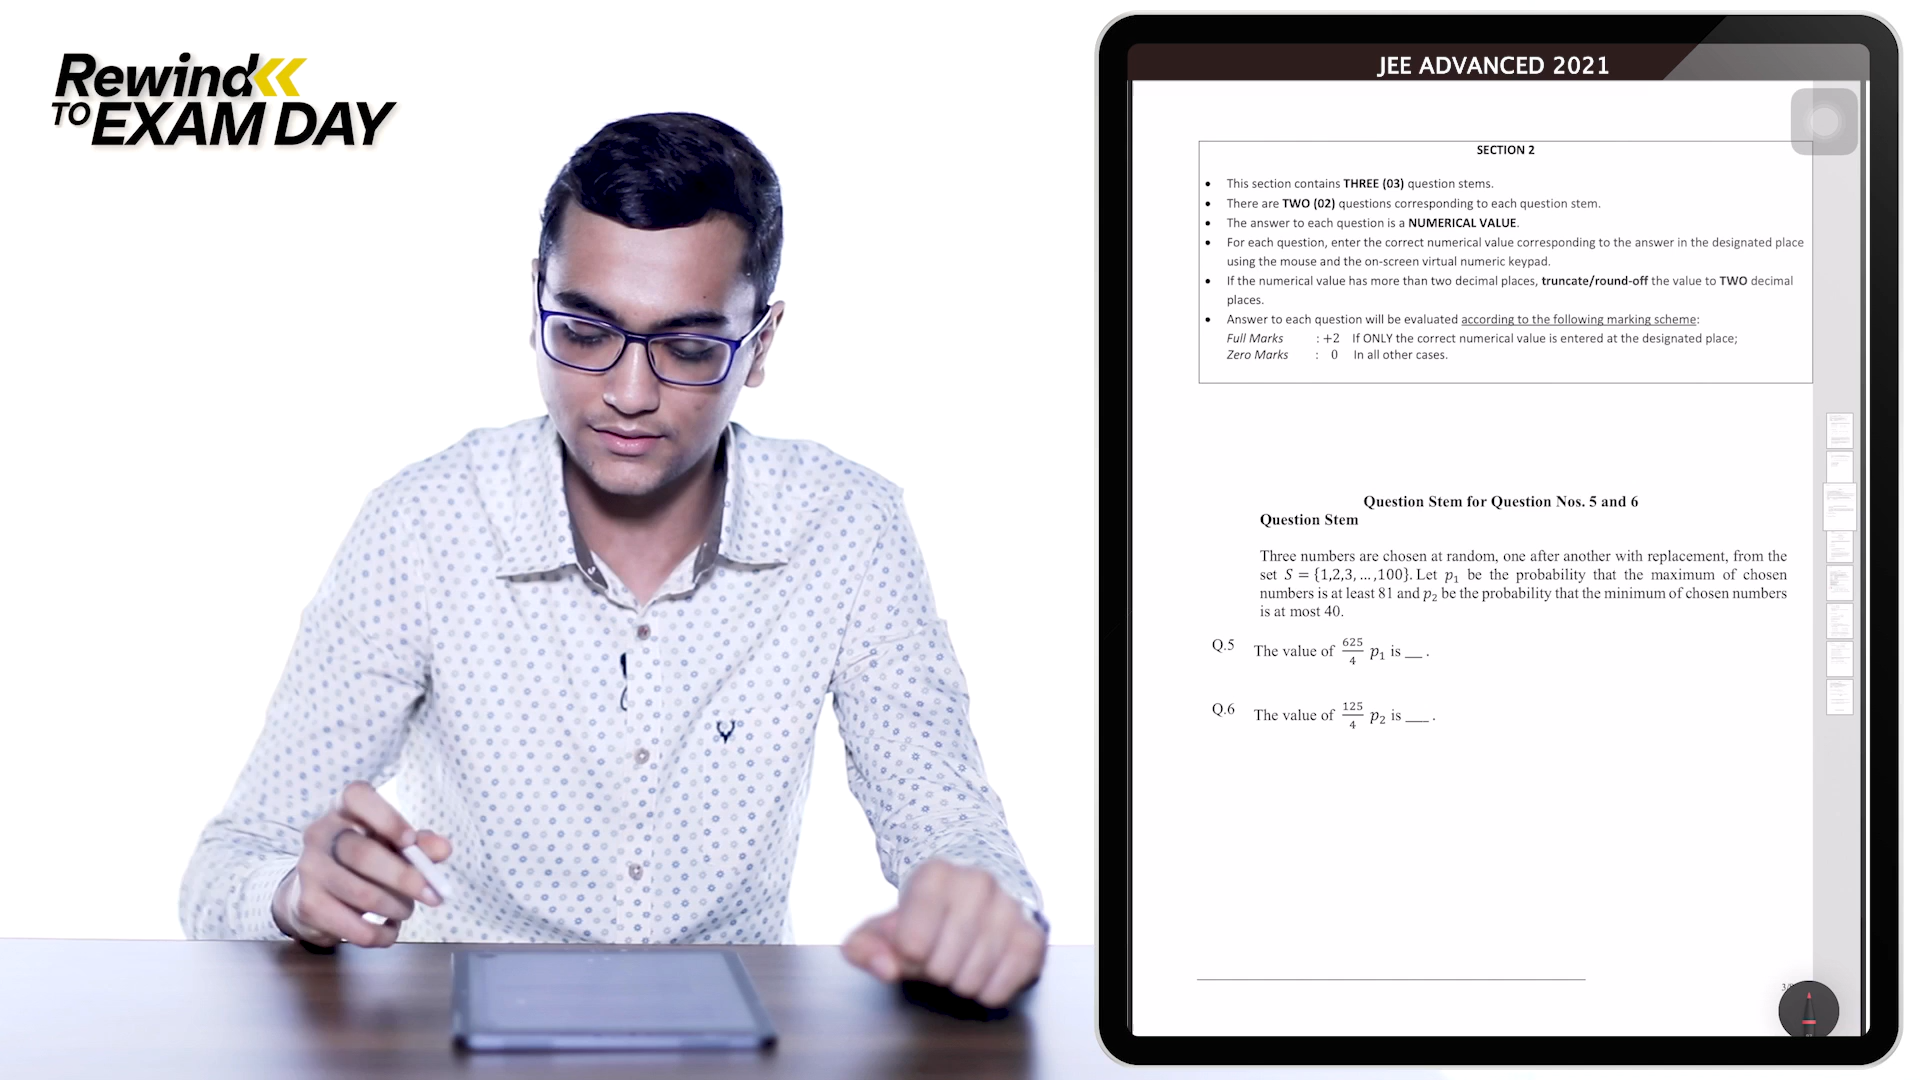 Rewind
TO EXAM DAY
JEE ADVANCED 2021
SECTION 2
• This section contains THREE (03) question stems.
• There are TWO (02) questions corresponding to each question stem.
• The answer to each question is a NUMERICAL VALUE.
• For each question, enter the correct numerical value corresponding to the answer in the designated place
using the mouse and the on-screen virtual numeric keypad.
• If the numerical value has more than two decimal places, truncate/round-off the value to TWO decimal
places.
• Answer to each question will be evaluated according to the following marking scheme:
Full Marks : +2 If ONLY the correct numerical value is entered at the designated place;
Zero Marks : 0 In all other cases.
Question Stem for Question Nos. 5 and 6
Question Stem
Three numbers are chosen at random, one after another with replacement, from the
set S = {1,2,3, ... ,100}. Let p₁ be the probability that the maximum of chosen
numbers is at least 81 and p₂ be the probability that the minimum of chosen numbers
is at most 40.
Q.5 The value of 625/4 p₁ is __ .
Q.6 The value of 125/4 p₂ is ___ .